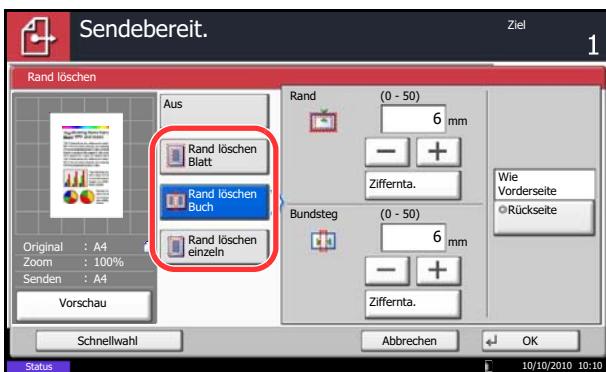 Sendebereit.
Ziel
1
Rand löschen
Aus
Rand löschen
Blatt
Rand löschen
Buch
Rand löschen
einzeln
Original : A4
Zoom : 100%
Senden : A4
Vorschau
Rand
(0 - 50)
6 mm
Ziffernta.
Bundsteg
(0 - 50)
6 mm
Ziffernta.
Wie
Vorderseite
Rückseite
Schnellwahl
Abbrechen
OK
Status
10/10/2010 10:10